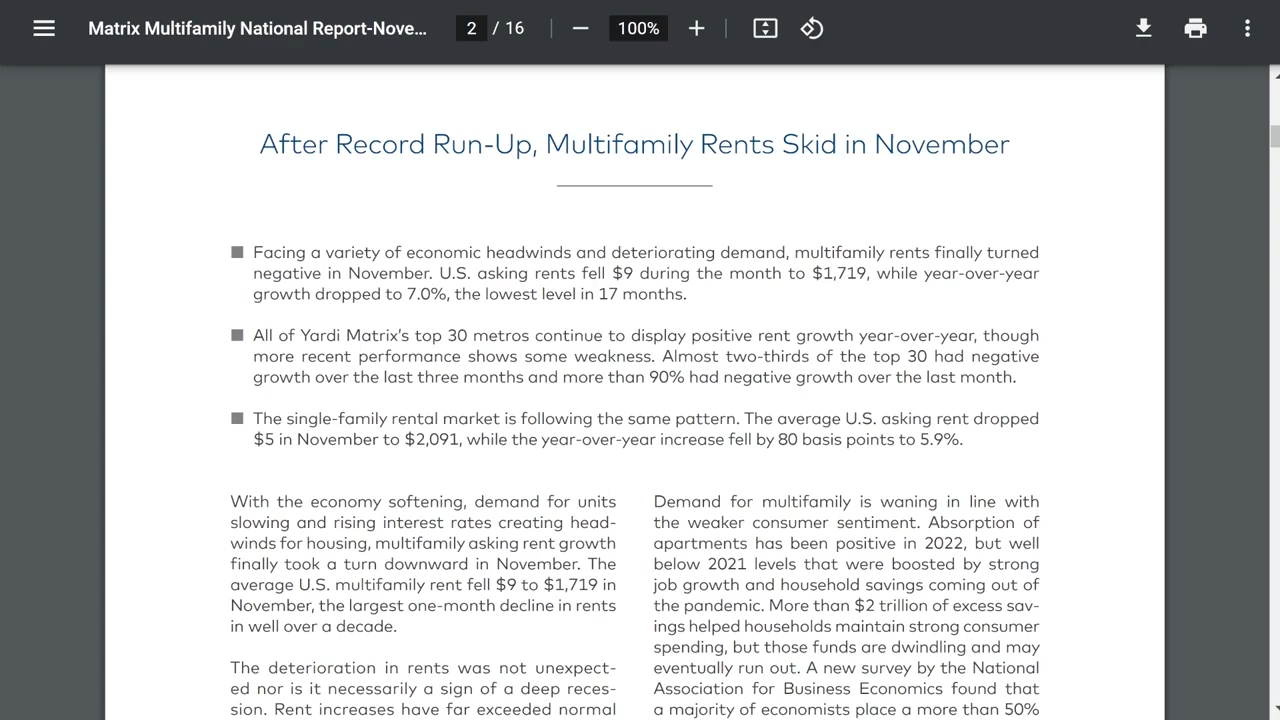 Matrix Multifamily National Report-Nove...
2 / 16
100%
After Record Run-Up, Multifamily Rents Skid in November
Facing a variety of economic headwinds and deteriorating demand, multifamily rents finally turned
negative in November. U.S. asking rents fell $9 during the month to $1,719, while year-over-year
growth dropped to 7.0%, the lowest level in 17 months.
All of Yardi Matrix's top 30 metros continue to display positive rent growth year-over-year, though
more recent performance shows some weakness. Almost two-thirds of the top 30 had negative
growth over the last three months and more than 90% had negative growth over the last month.
The single-family rental market is following the same pattern. The average U.S. asking rent dropped
$5 in November to $2,091, while the year-over-year increase fell by 80 basis points to 5.9%.
With the economy softening, demand for units
slowing and rising interest rates creating head-
winds for housing, multifamily asking rent growth
finally took a turn downward in November. The
average U.S. multifamily rent fell $9 to $1,719 in
November, the largest one-month decline in rents
in well over a decade.
The deterioration in rents was not unexpect-
ed nor is it necessarily a sign of a deep reces-
sion. Rent increases have far exceeded normal
Demand for multifamily is waning in line with
the weaker consumer sentiment. Absorption of
apartments has been positive in 2022, but well
below 2021 levels that were boosted by strong
job growth and household savings coming out of
the pandemic. More than $2 trillion of excess sav-
ings helped households maintain strong consumer
spending, but those funds are dwindling and may
eventually run out. A new survey by the National
Association for Business Economics found that
a majority of economists place a more than 50%